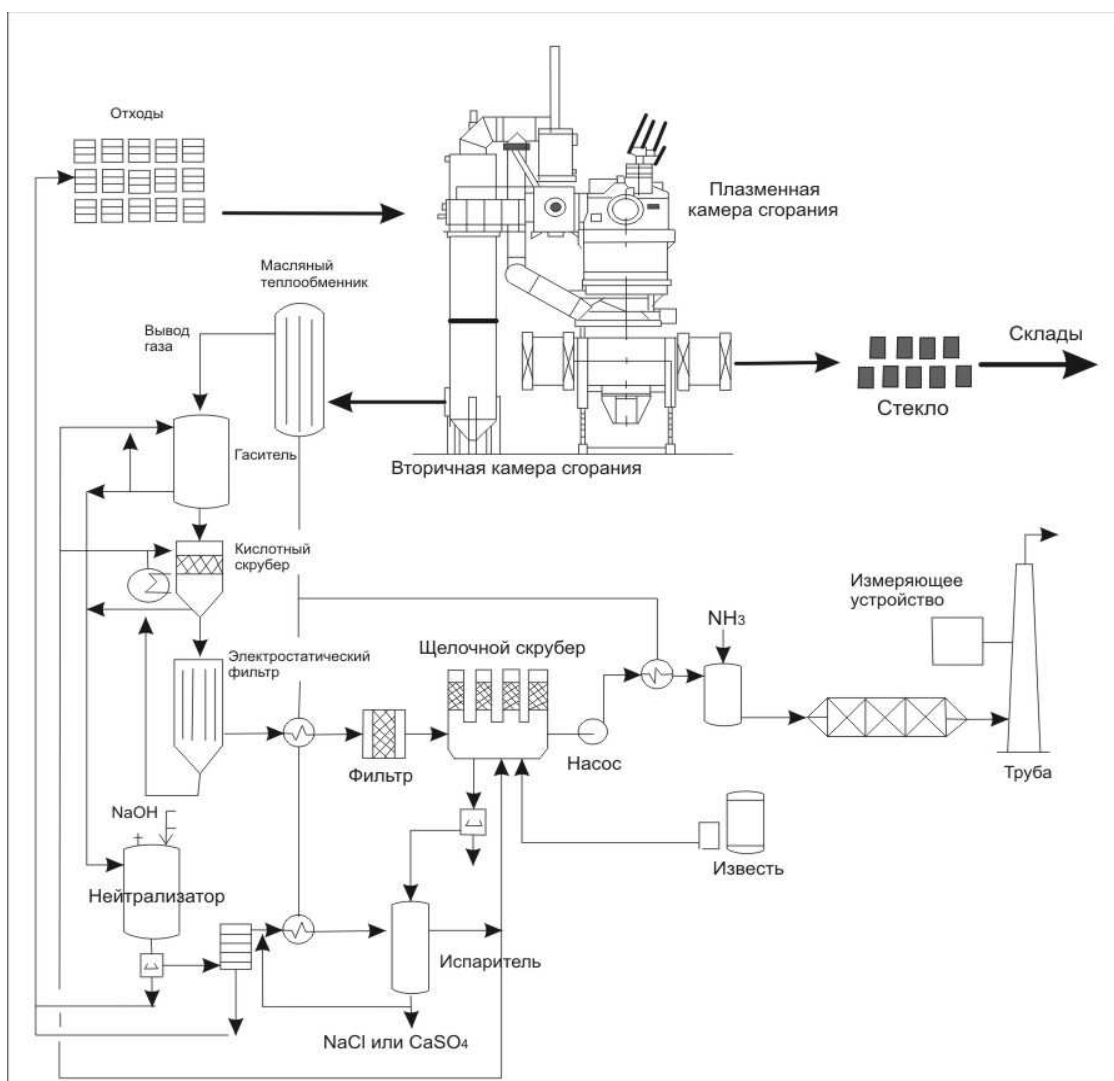 Отходы
Плазменная
камера сгорания
Масляный
теплообменник
Вывод
газа
Склады
Стекло
Гаситель
Вторичная камера сгорания
Кислотный
скрубер
Измеряющее
устройство
NH₃
Щелочной скрубер
Электростатический
фильтр
Фильтр
Насос
Труба
NaOH
Известь
Нейтрализатор
Испаритель
NaCl или CaSO₄